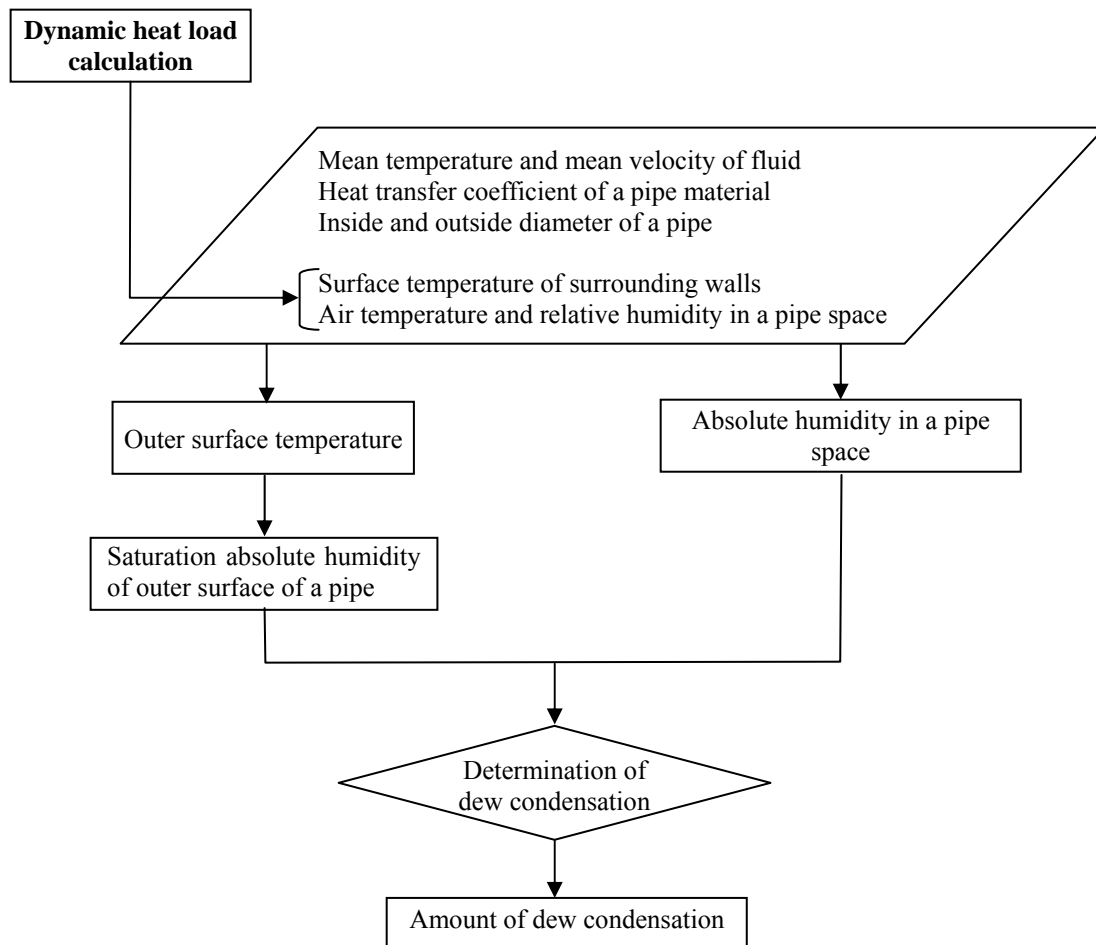 Dynamic heat load
calculation
Mean temperature and mean velocity of fluid
Heat transfer coefficient of a pipe material
Inside and outside diameter of a pipe
Surface temperature of surrounding walls
Air temperature and relative humidity in a pipe space
Outer surface temperature
Absolute humidity in a pipe
space
Saturation absolute humidity
of outer surface of a pipe
Determination of
dew condensation
Amount of dew condensation